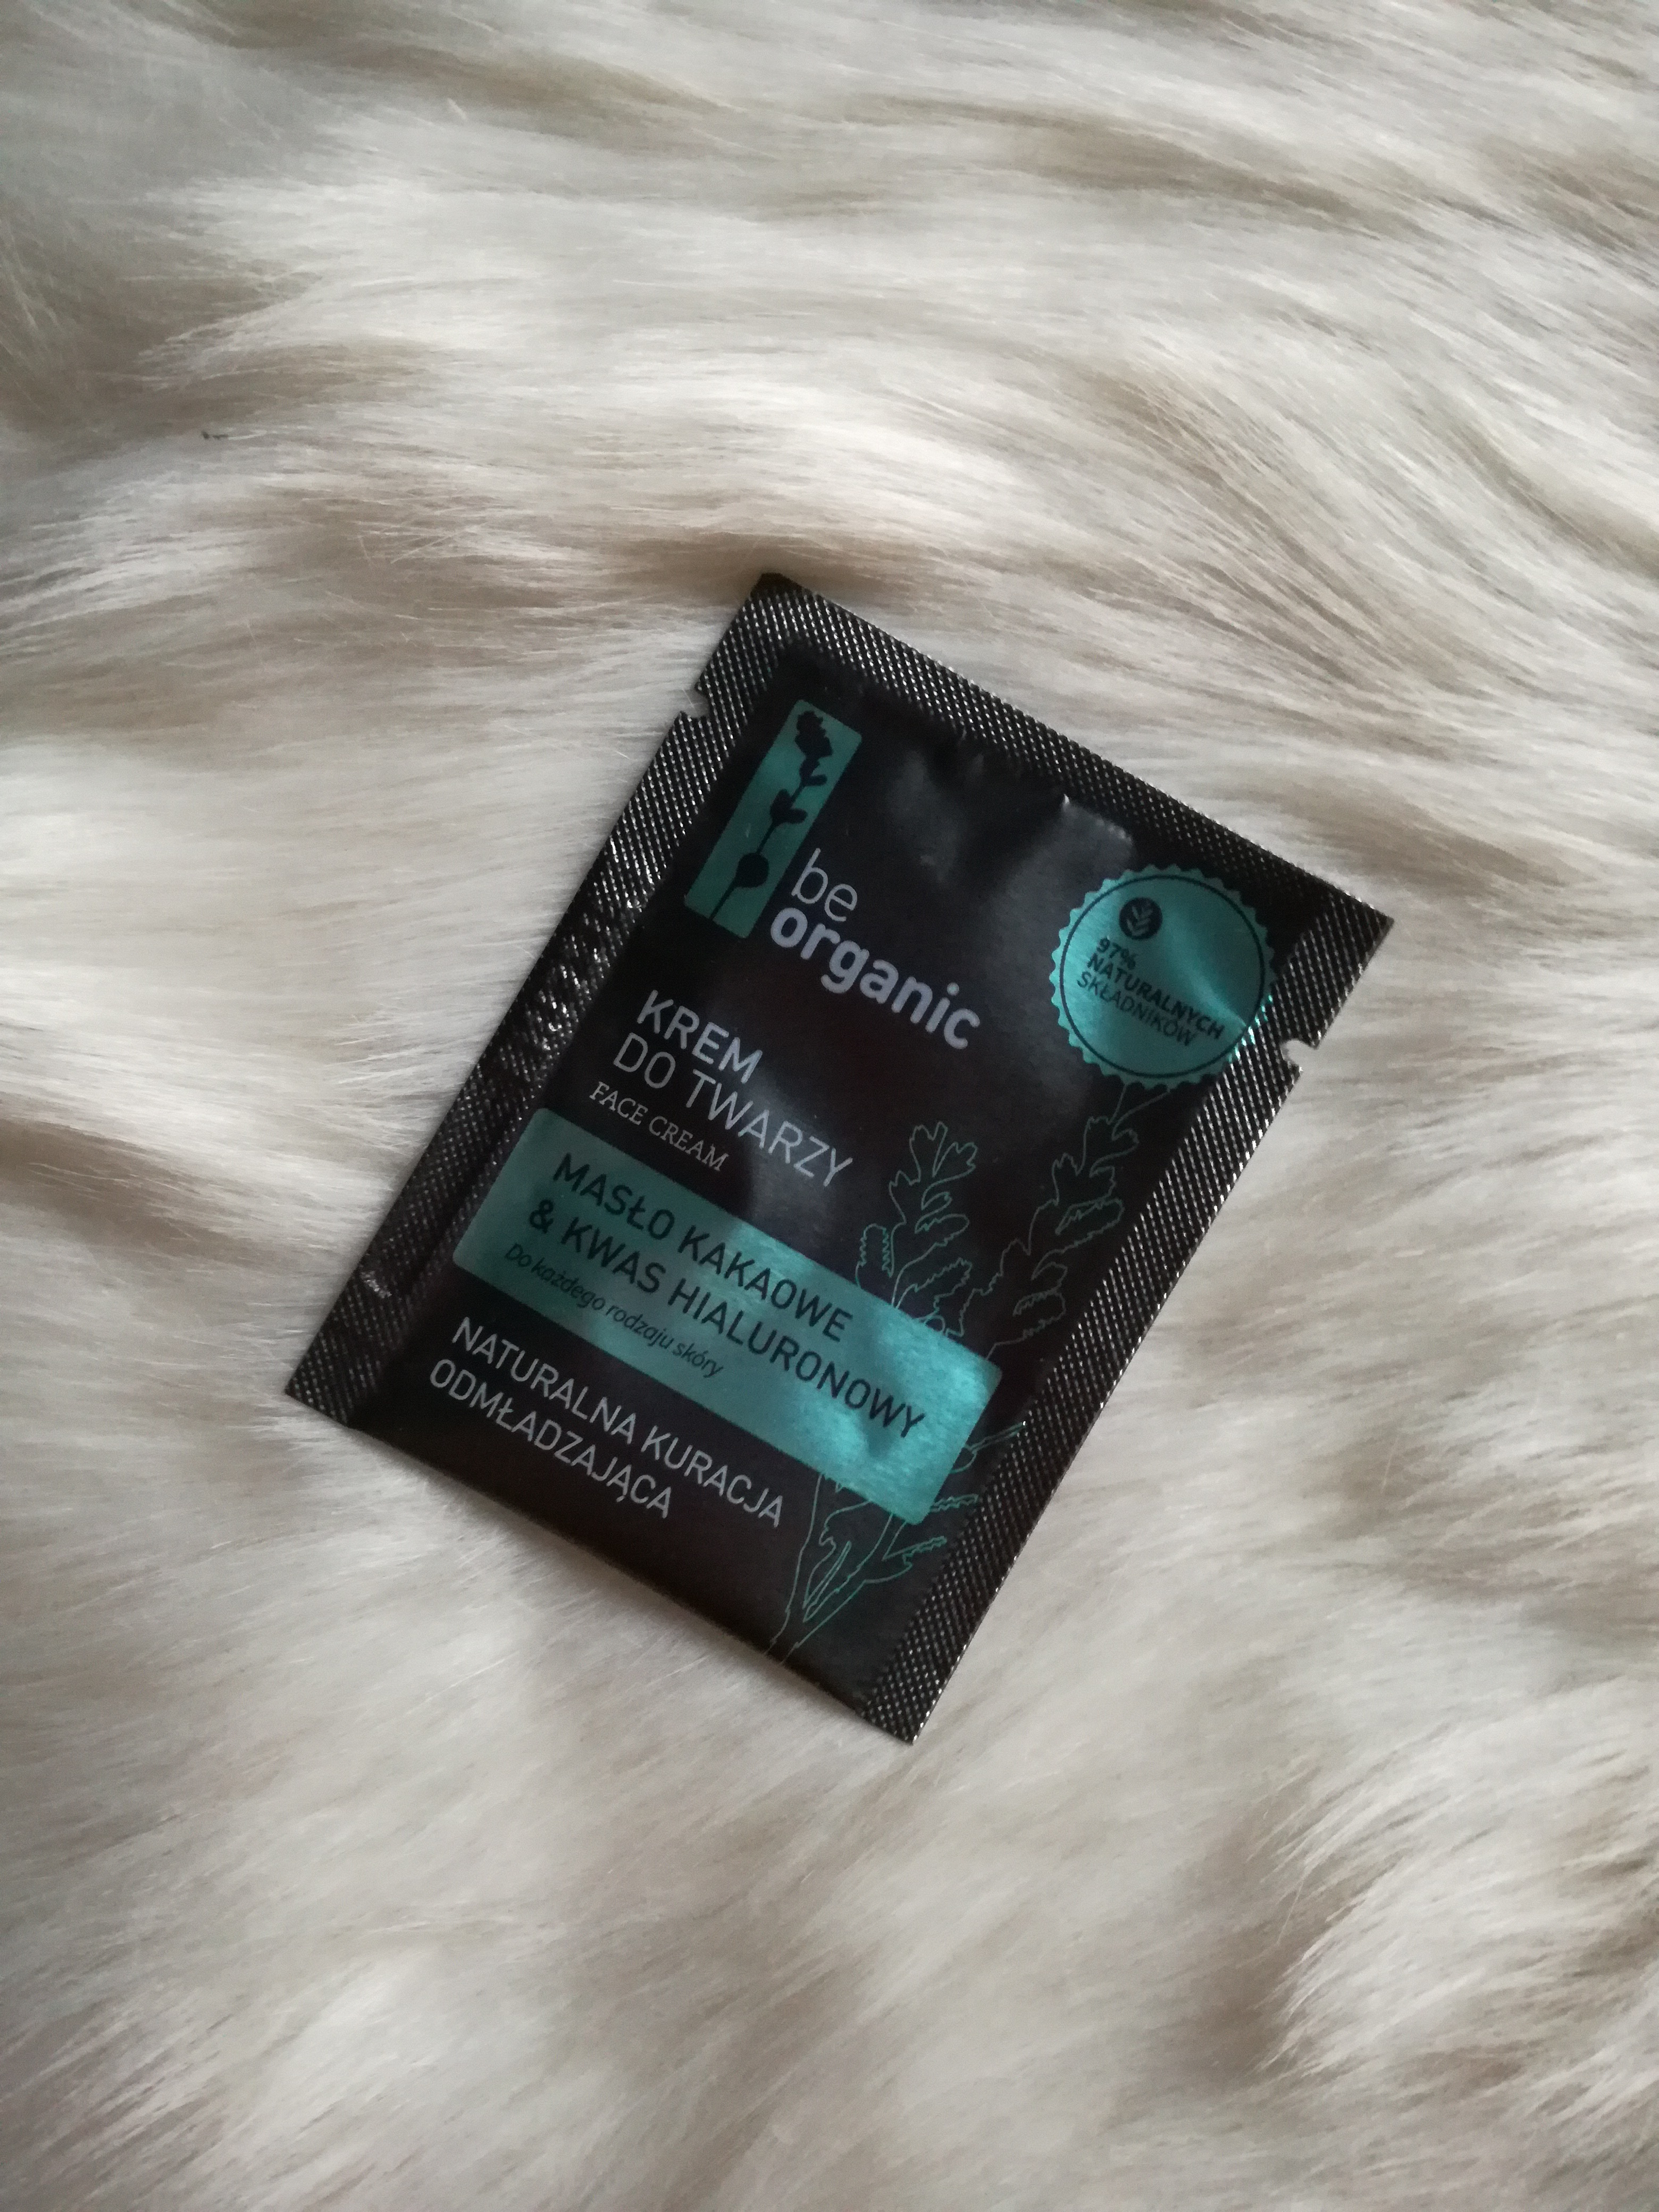 be
organic
97%
NATURALNYCH
SKŁADNIKÓW
KREM
DO TWARZY
FACE CREAM
MASŁO KAKAOWE
& KWAS HIALURONOWY
Do każdego rodzaju skóry
NATURALNA KURACJA
ODMŁADZAJĄCA